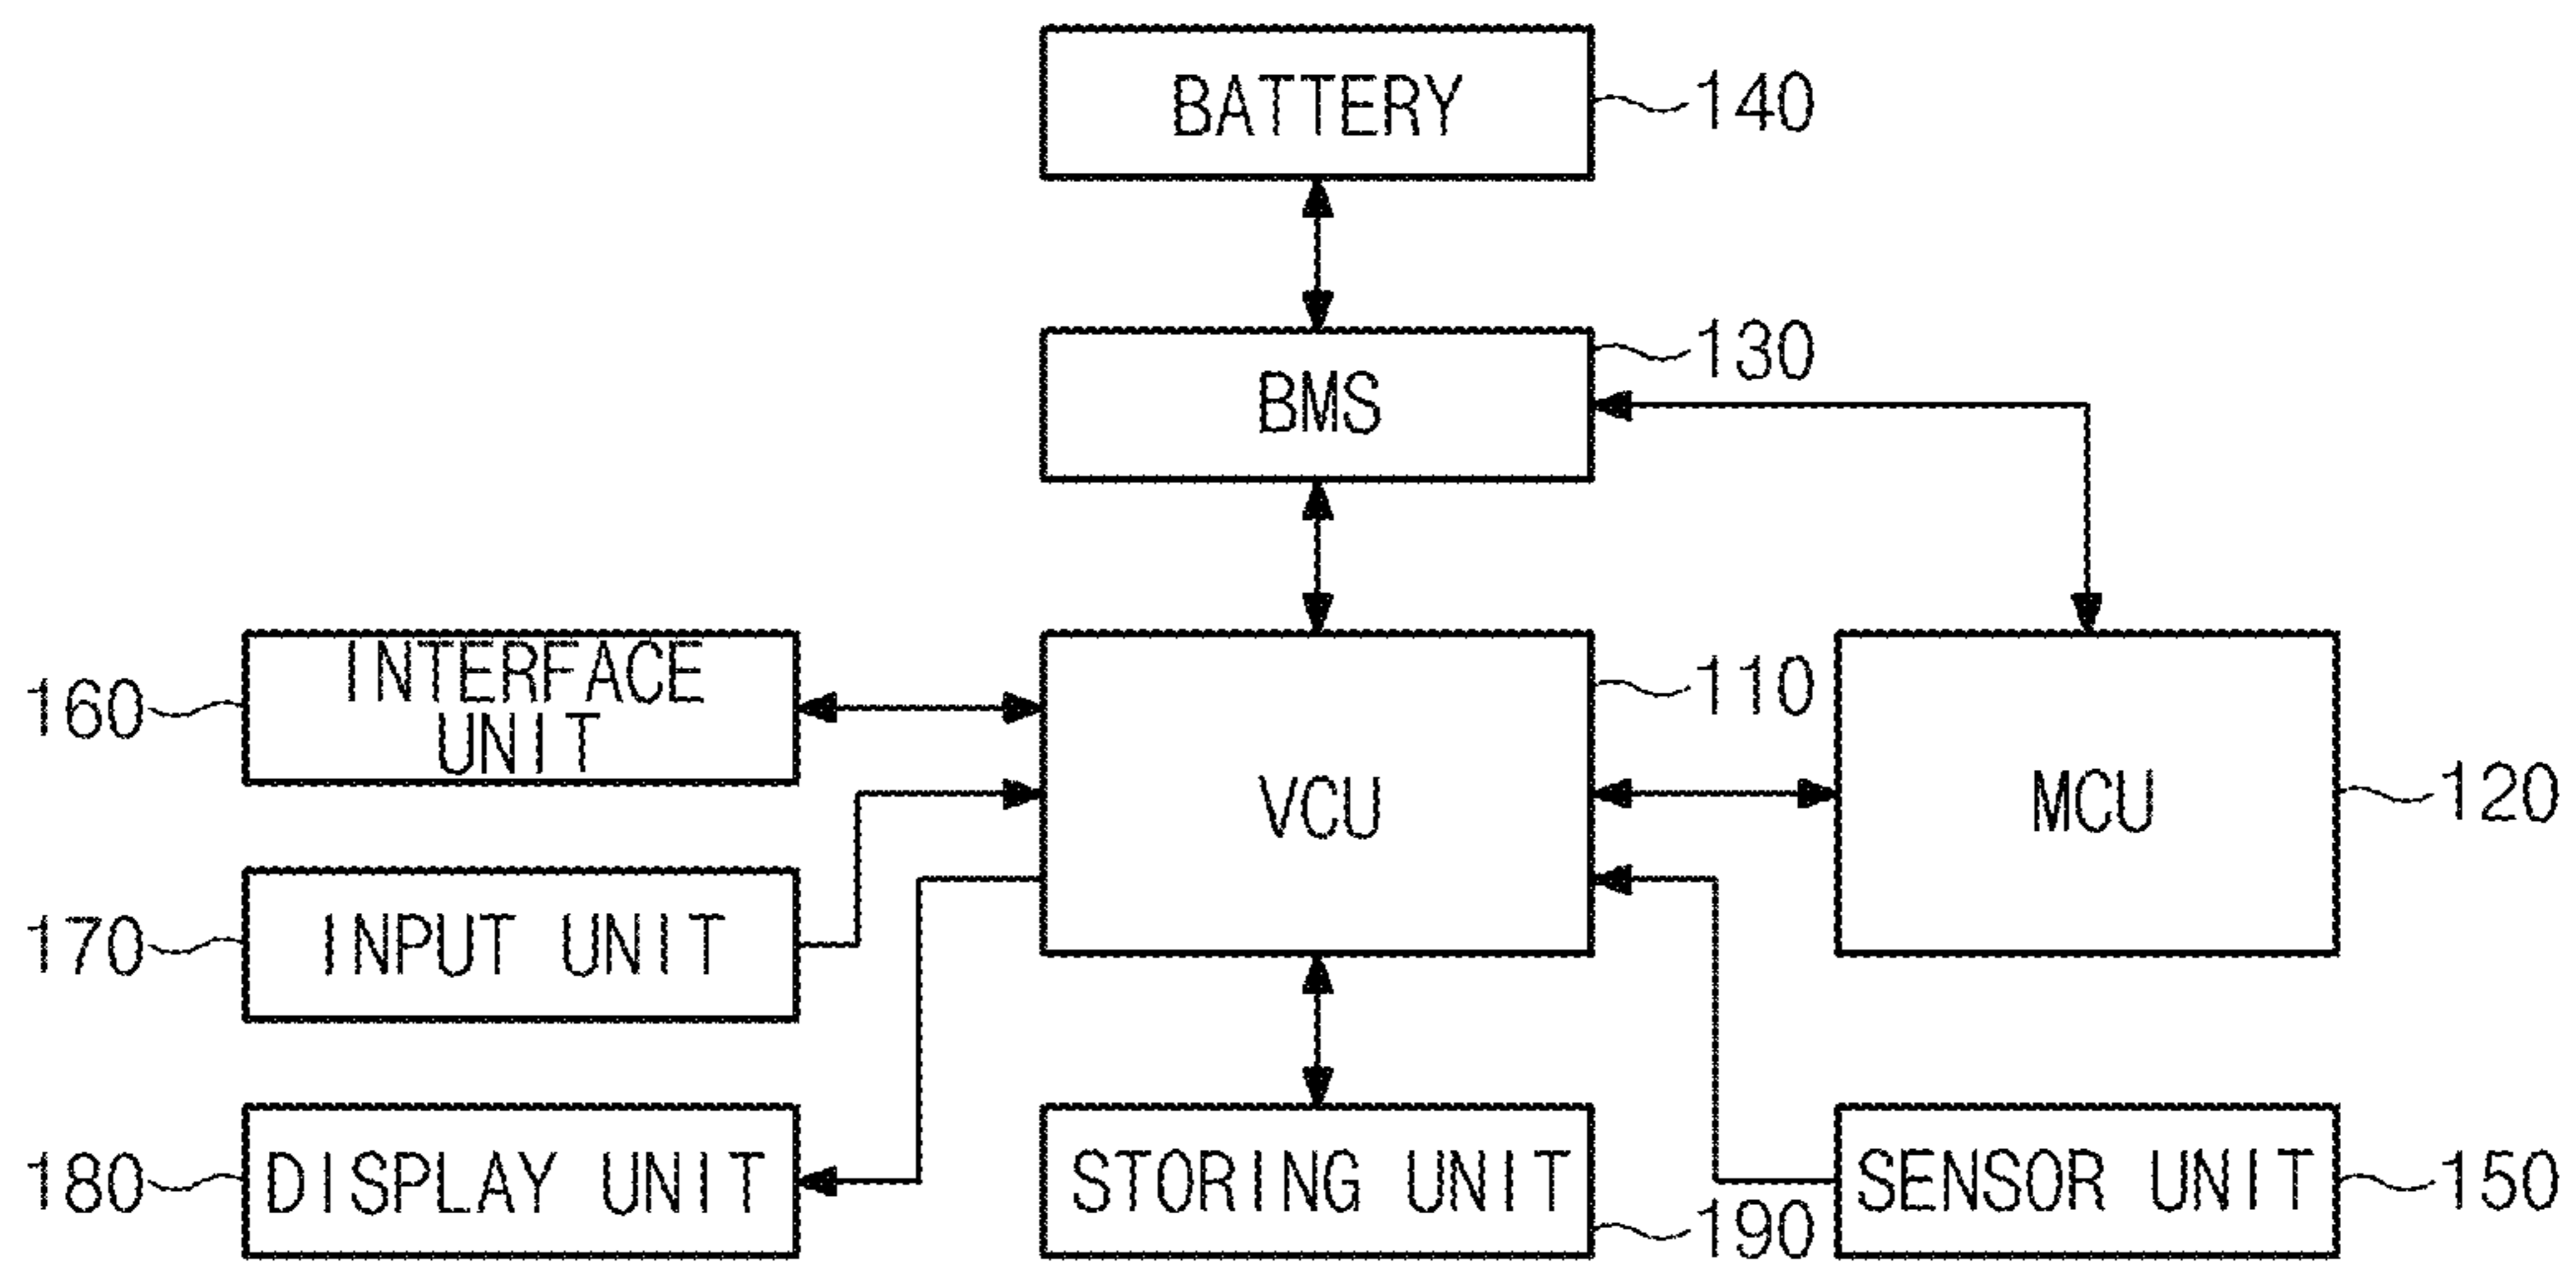 BATTERY
140
130
BMS
INTERFACE
UNIT
160
110
VCU
MCU
120
170
INPUT UNIT
180
DISPLAY UNIT
STORING UNIT
190
SENSOR UNIT
150